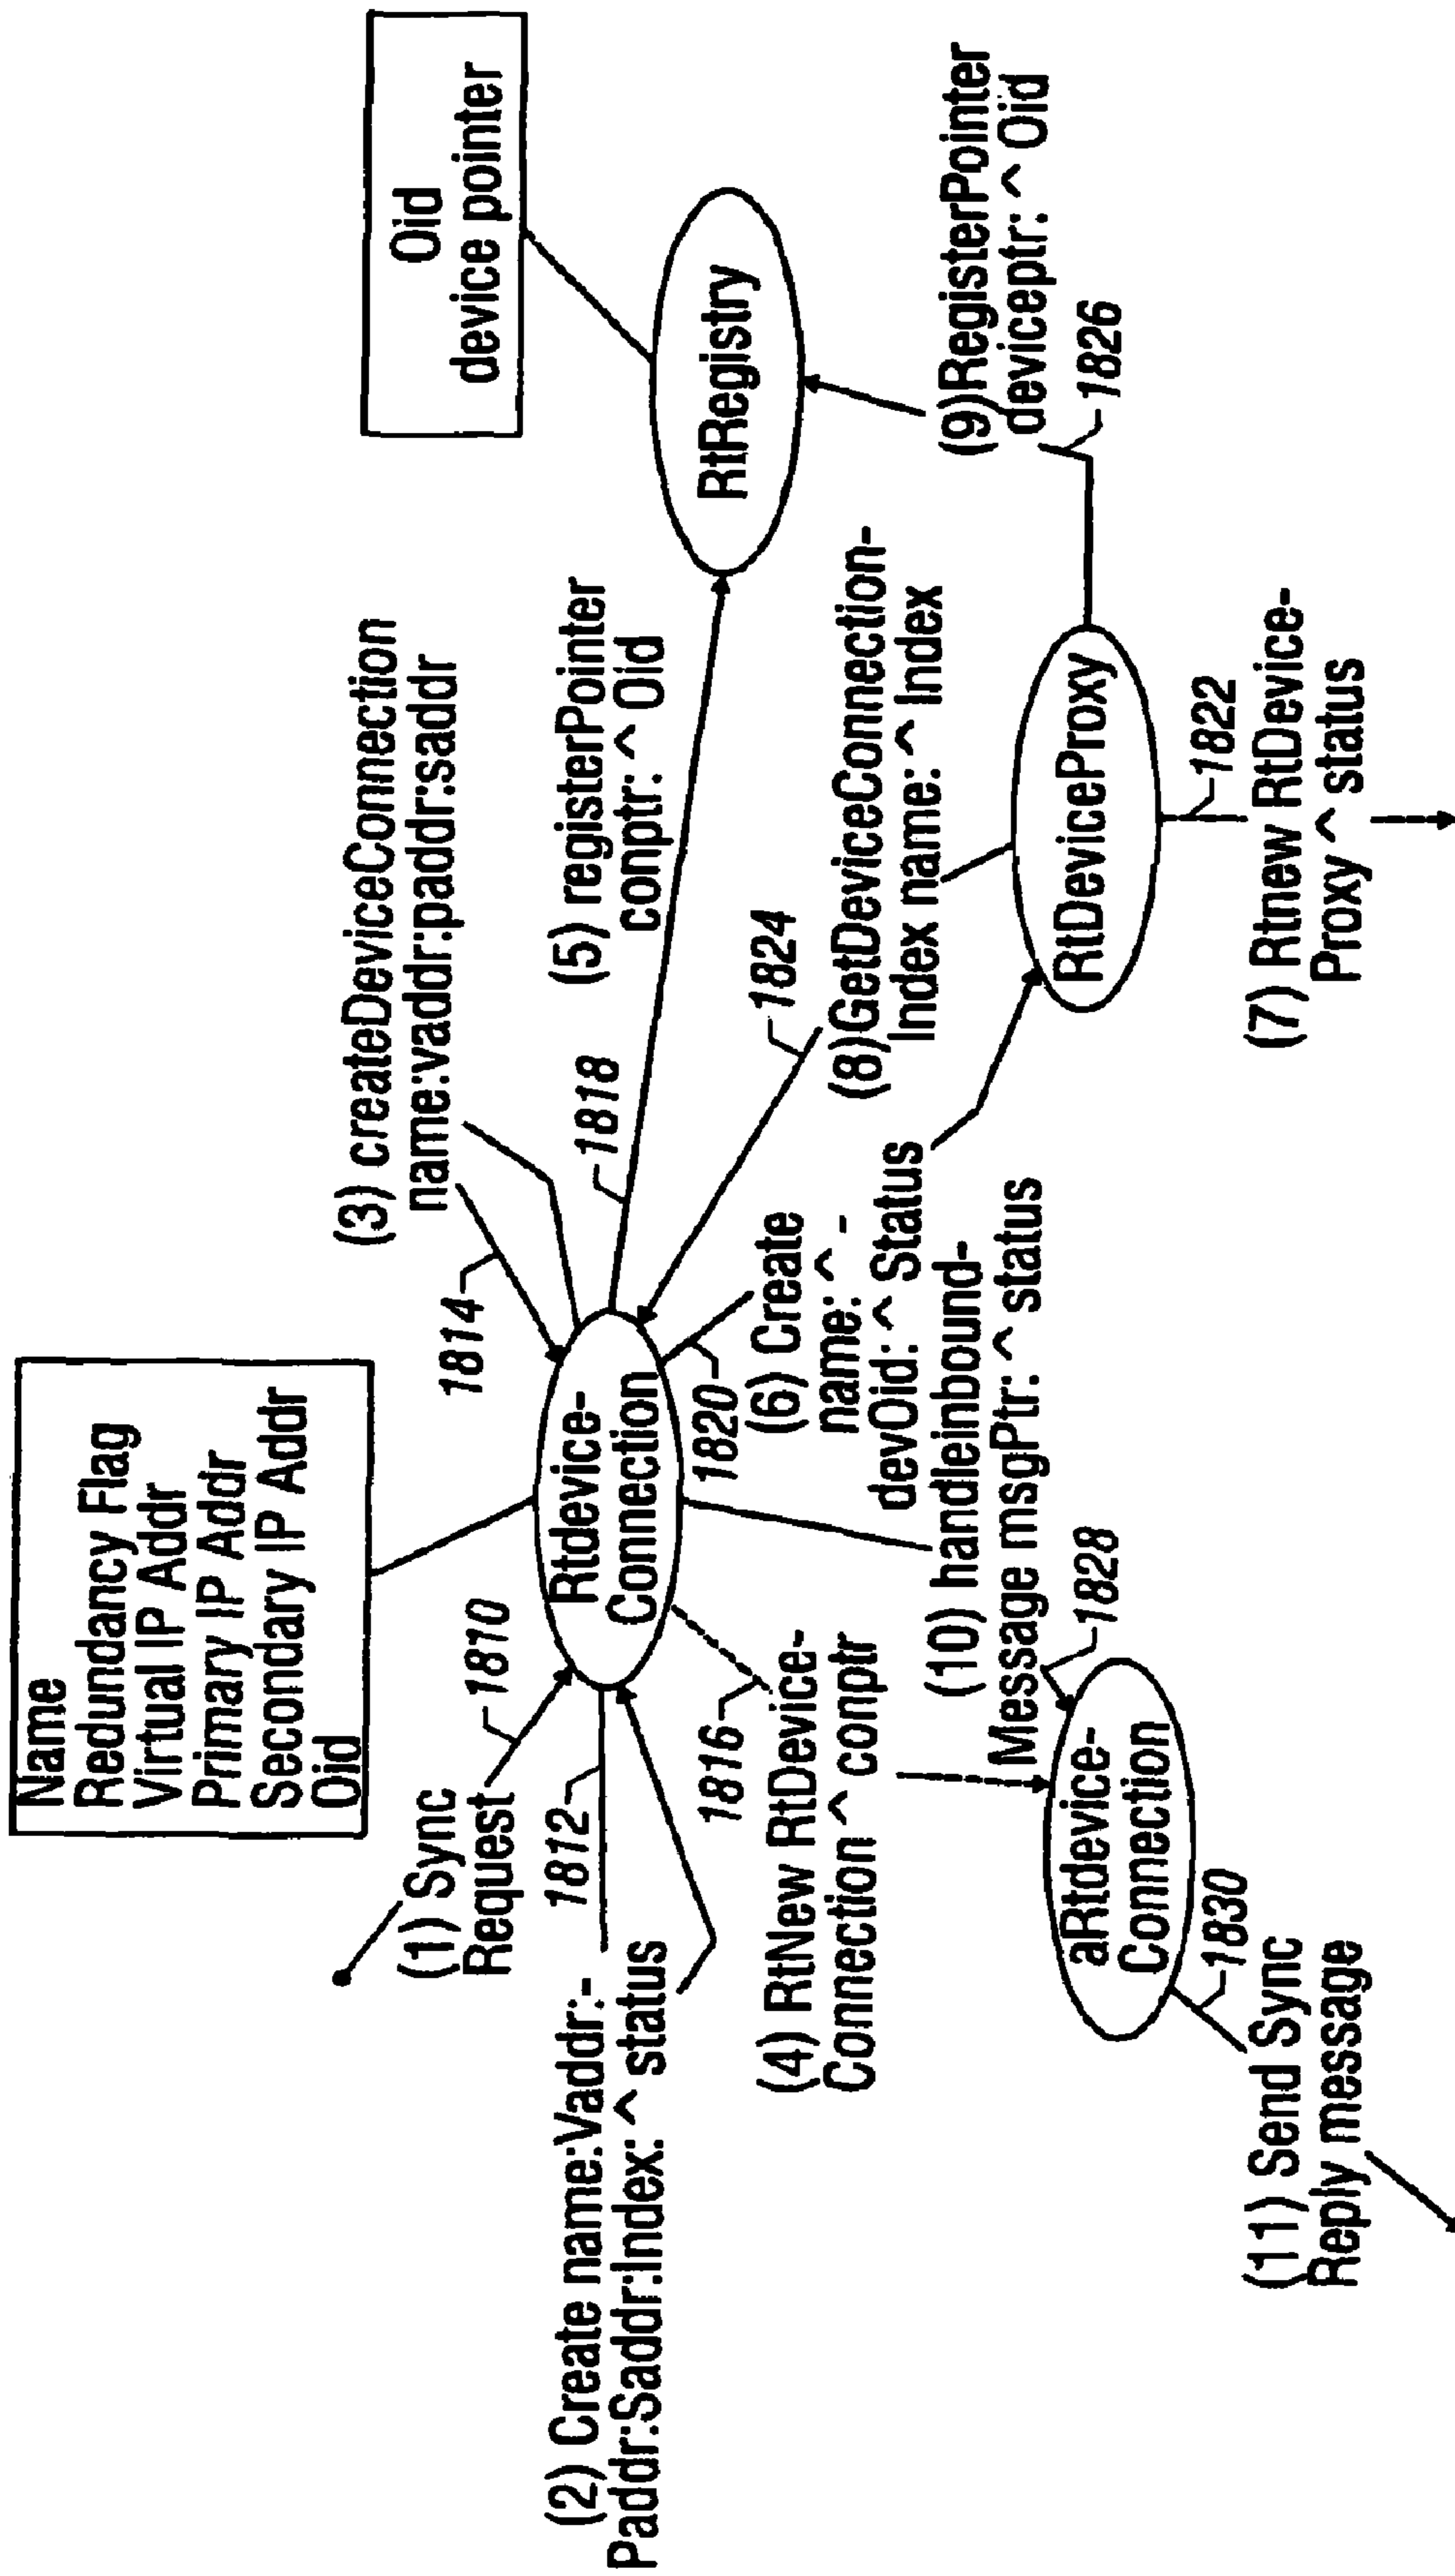 Name
Redundancy Flag
Virtual IP Addr
Primary IP Addr
Secondary IP Addr
Oid
Oid
device pointer
(1) Sync
Request
1810
1812
(2) Create name:Vaddr:-
Paddr:Saddr:Index: ^ status
1814
(3) createDeviceConnection
name:vaddr:paddr:saddr
Rtdevice-
Connection
1816
(4) RtNew RtDevice-
Connection ^ conptr
1818
(5) registerPointer
conptr: ^ Oid
RtRegistry
1820
(6) Create
name: ^ -
devOid: ^ Status
1824
(8)GetDeviceConnection-
Index name: ^ Index
(9)RegisterPointer
deviceptr: ^ Oid
1826
RtDeviceProxy
1822
(7) Rtnew RtDevice-
Proxy ^ status
(10) handleinbound-
Message msgPtr: ^ status
1828
aRtdevice-
Connection
1830
(11) Send Sync
Reply message